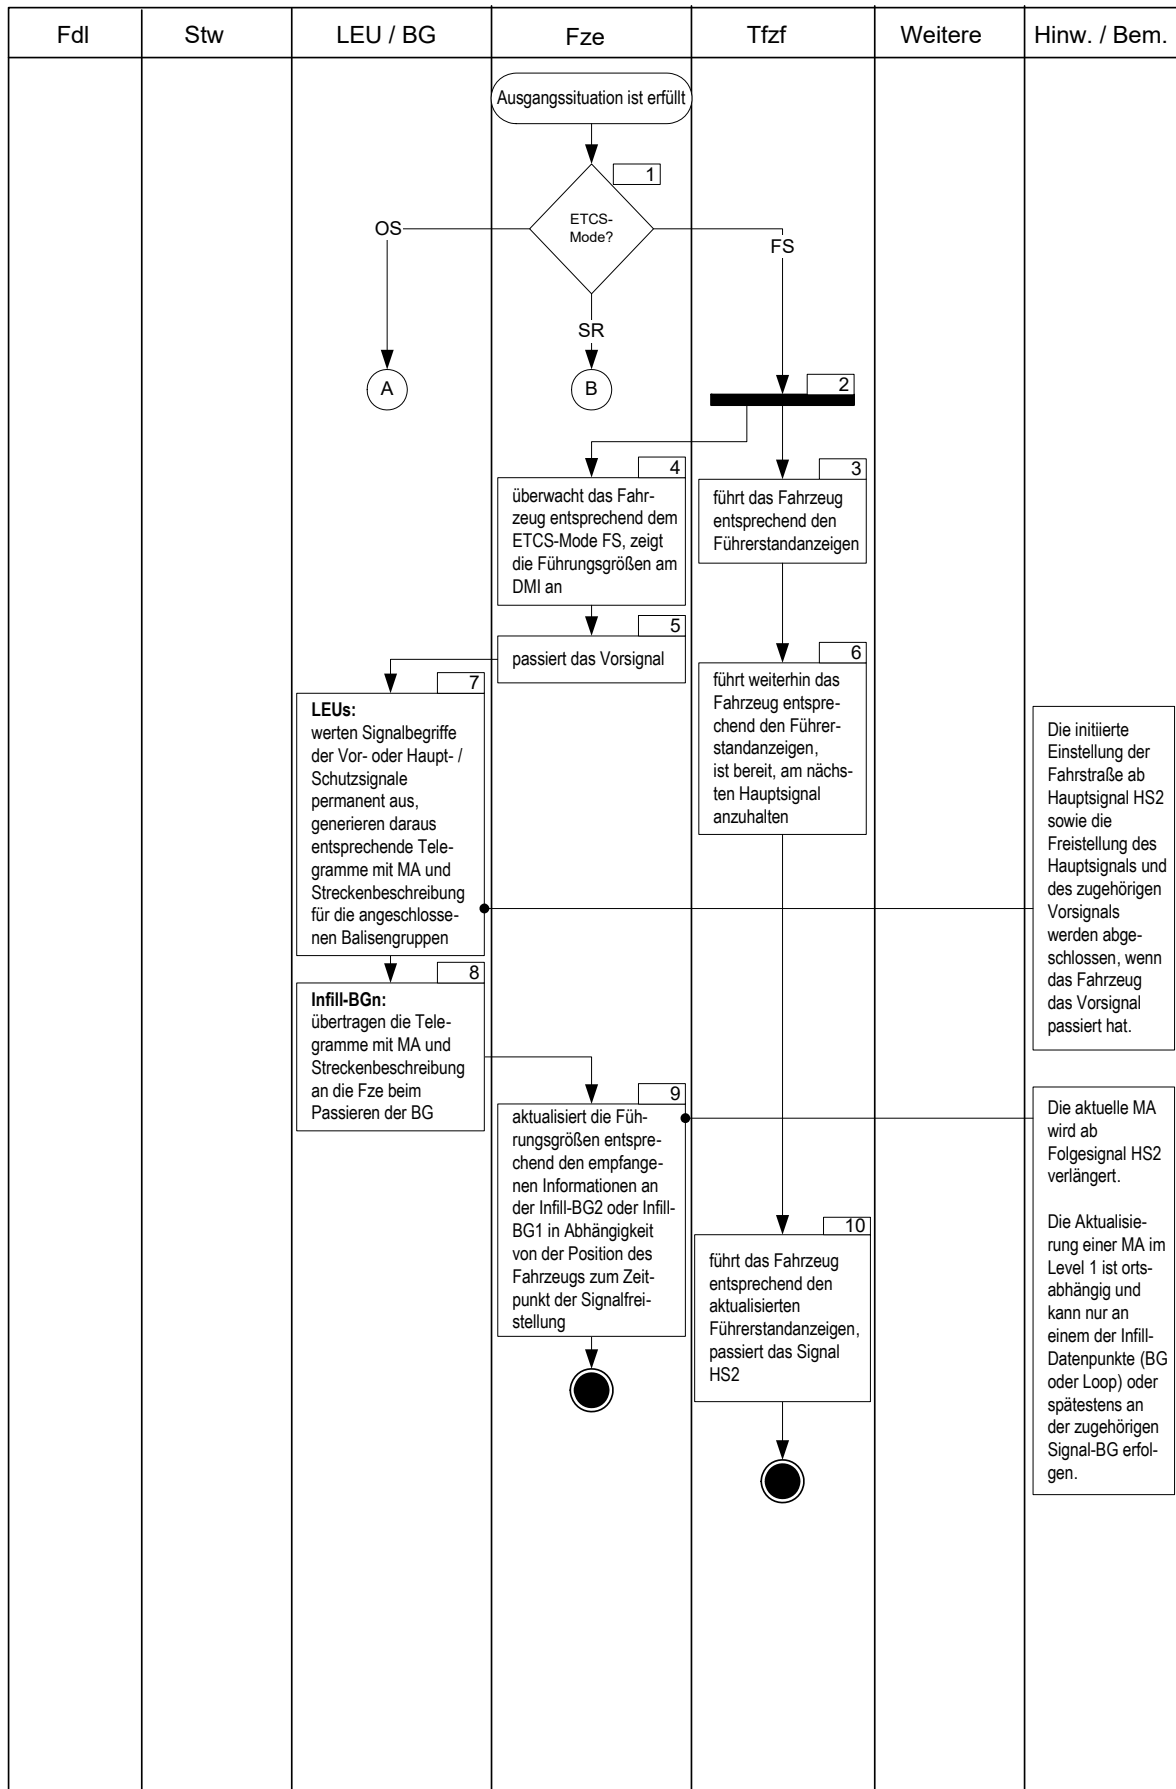 Fdl
Stw
LEU / BG
Fze
Tfzf
Weitere
Hinw. / Bem.
Ausgangssituation ist erfüllt
1
ETCS-
Mode?
OS
FS
SR
A
B
2
4
überwacht das Fahr-
zeug entsprechend dem
ETCS-Mode FS, zeigt
die Führungsgrößen am
DMI an
3
führt das Fahrzeug
entsprechend den
Führerstandanzeigen
5
passiert das Vorsignal
6
führt weiterhin das
Fahrzeug entspre-
chend den Führer-
standanzeigen,
ist bereit, am nächs-
ten Hauptsignal
anzuhalten
7
LEUs:
werten Signalbegriffe
der Vor- oder Haupt- /
Schutzsignale
permanent aus,
generieren daraus
entsprechende Tele-
gramme mit MA und
Streckenbeschreibung
für die angeschlosse-
nen Balisengruppen
Die initiierte
Einstellung der
Fahrstraße ab
Hauptsignal HS2
sowie die
Freistellung des
Hauptsignals und
des zugehörigen
Vorsignals
werden abge-
schlossen, wenn
das Fahrzeug
das Vorsignal
passiert hat.
8
Infill-BGn:
übertragen die Tele-
gramme mit MA und
Streckenbeschreibung
an die Fze beim
Passieren der BG
9
aktualisiert die Füh-
rungsgrößen entspre-
chend den empfange-
nen Informationen an
der Infill-BG2 oder Infill-
BG1 in Abhängigkeit
von der Position des
Fahrzeugs zum Zeit-
punkt der Signalfrei-
stellung
Die aktuelle MA
wird ab
Folgesignal HS2
verlängert.
Die Aktualisie-
rung einer MA im
Level 1 ist orts-
abhängig und
kann nur an
einem der Infill-
Datenpunkte (BG
oder Loop) oder
spätestens an
der zugehörigen
Signal-BG erfol-
gen.
10
führt das Fahrzeug
entsprechend den
aktualisierten
Führerstandanzeigen,
passiert das Signal
HS2